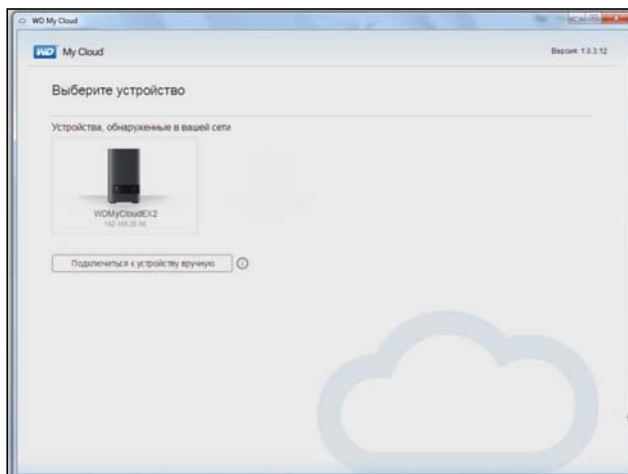 WD My Cloud
WD My Cloud
Версия: 1.0.3.12
Выберите устройство
Устройства, обнаруженные в вашей сети
WDMyCloudEX2
Подключиться к устройству вручную